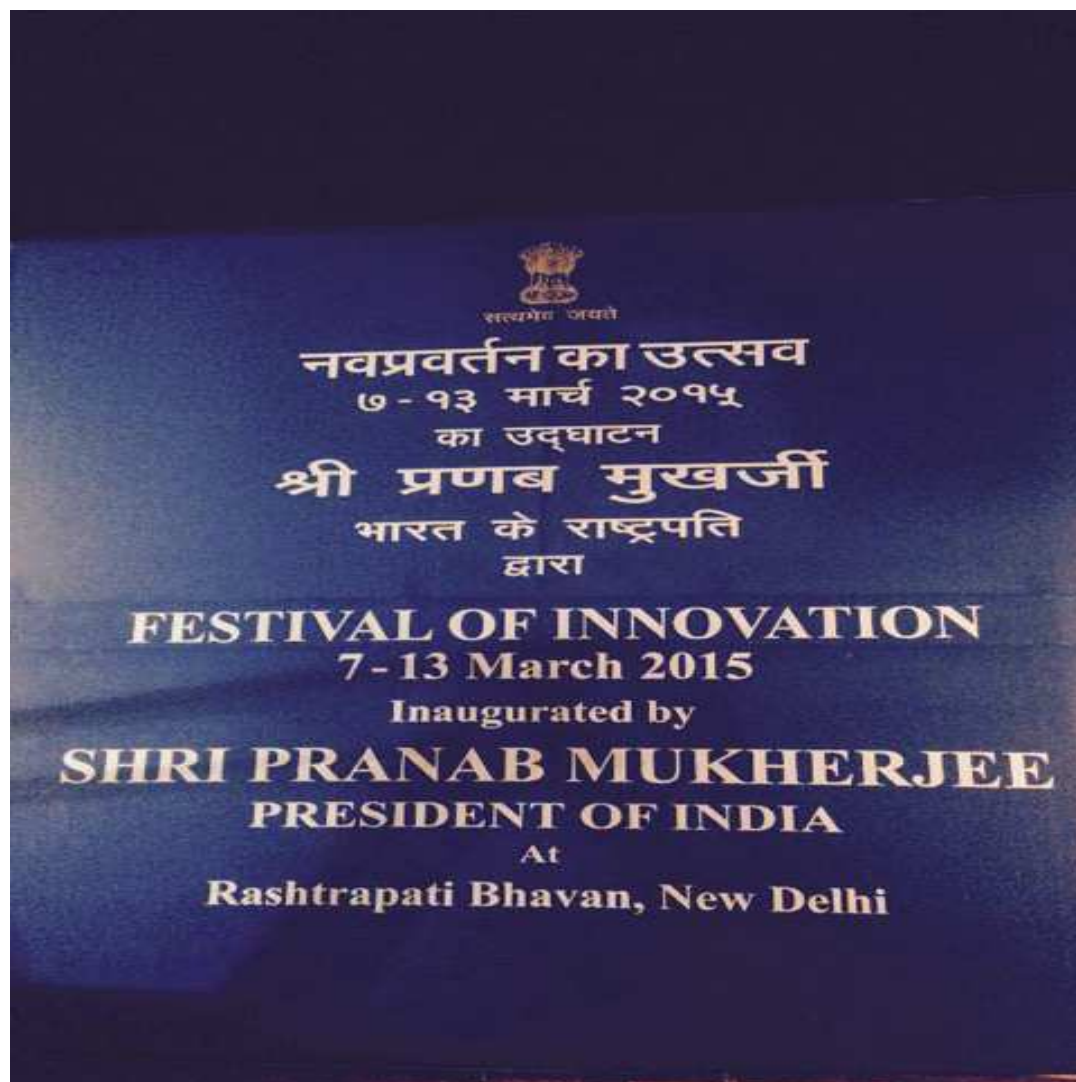 सत्यमेव जयते
नवप्रवर्तन का उत्सव
७ - १३ मार्च २०१५
का उद्घाटन
श्री प्रणब मुखर्जी
भारत के राष्ट्रपति
द्वारा
FESTIVAL OF INNOVATION
7 - 13 March 2015
Inaugurated by
SHRI PRANAB MUKHERJEE
PRESIDENT OF INDIA
At
Rashtrapati Bhavan, New Delhi